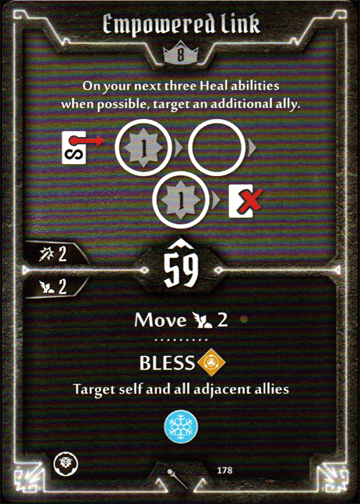 Empowered Link
8
On your next three Heal abilities
when possible, target an additional ally.
1
1
2
59
2
Move 2
BLESS
Target self and all adjacent allies
178